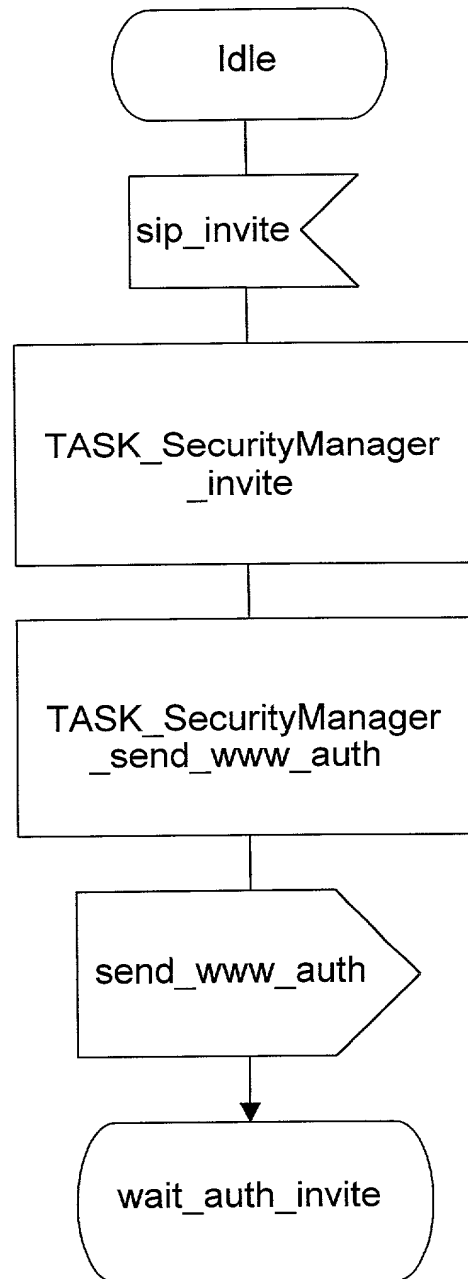 Idle
sip_invite
TASK_SecurityManager
_invite
TASK_SecurityManager
_send_www_auth
send_www_auth
wait_auth_invite